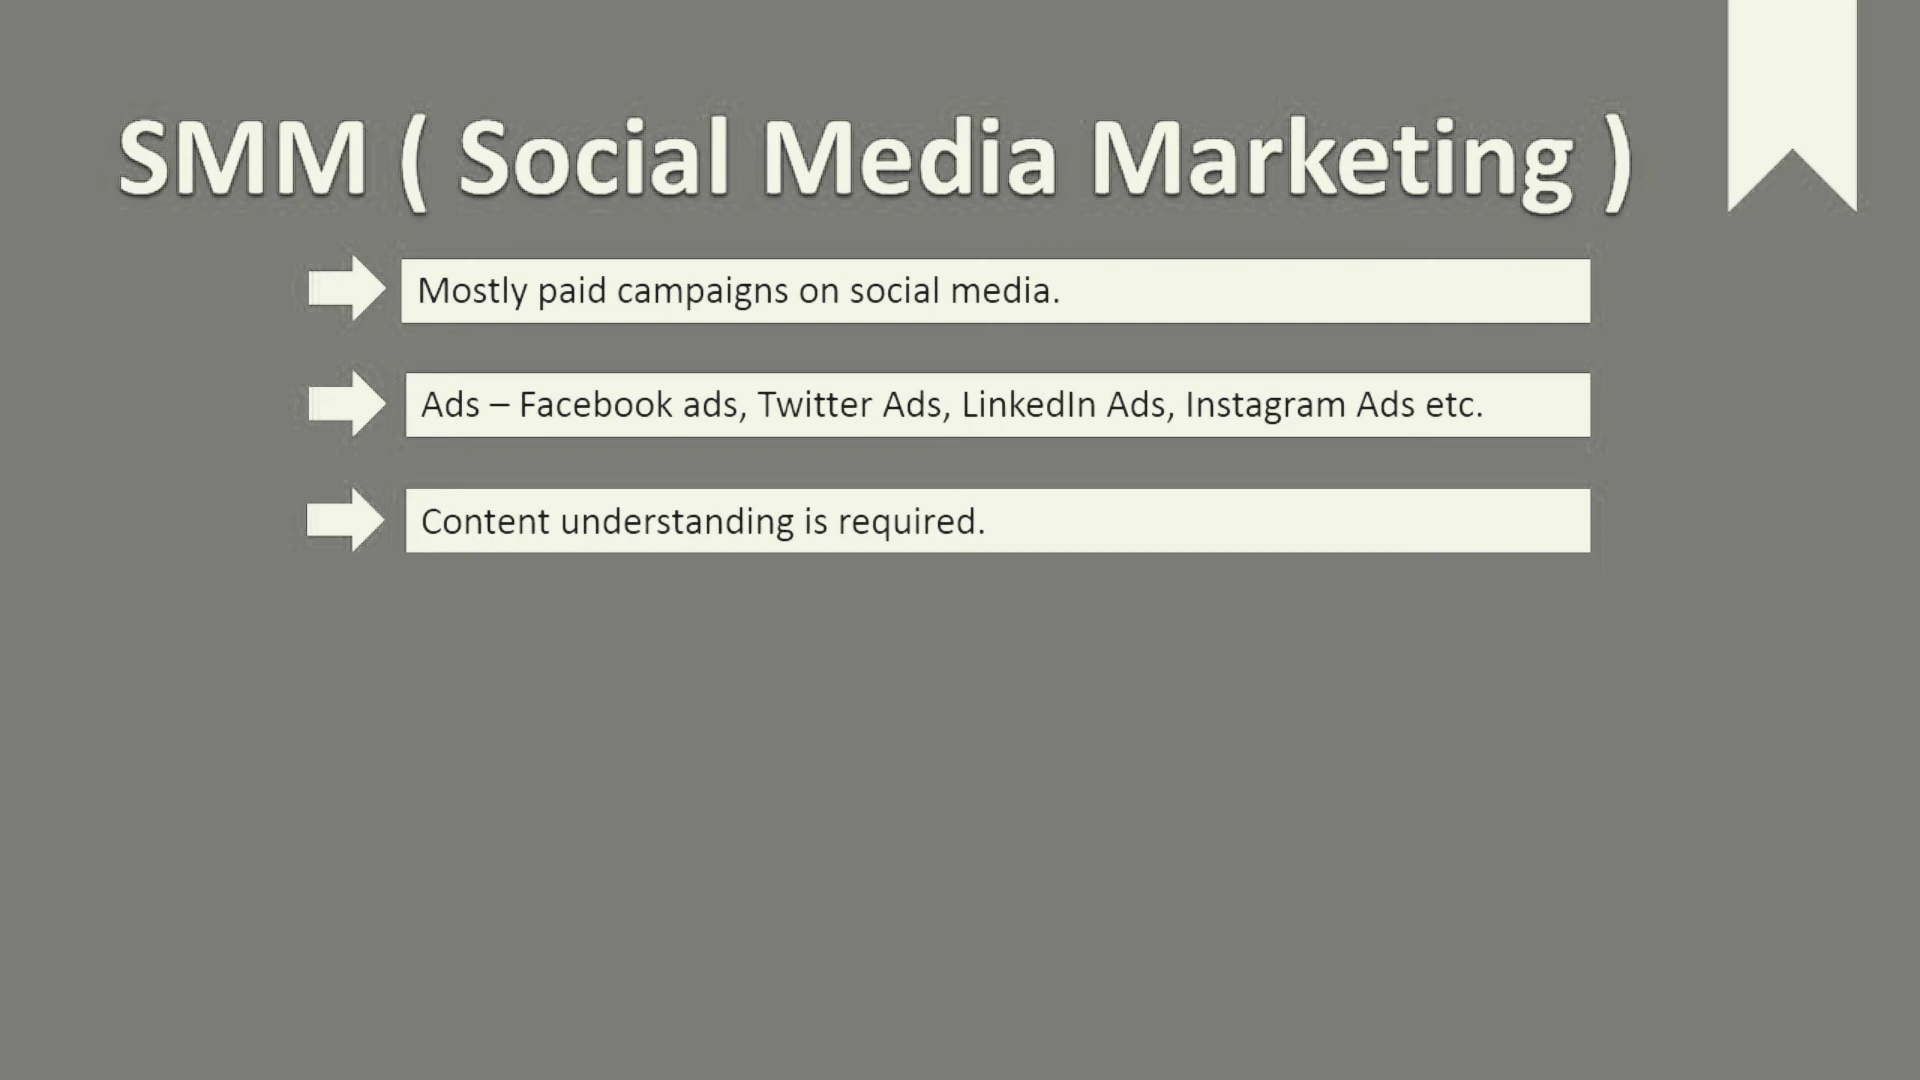 SMM ( Social Media Marketing )
Mostly paid campaigns on social media.
Ads – Facebook ads, Twitter Ads, LinkedIn Ads, Instagram Ads etc.
Content understanding is required.